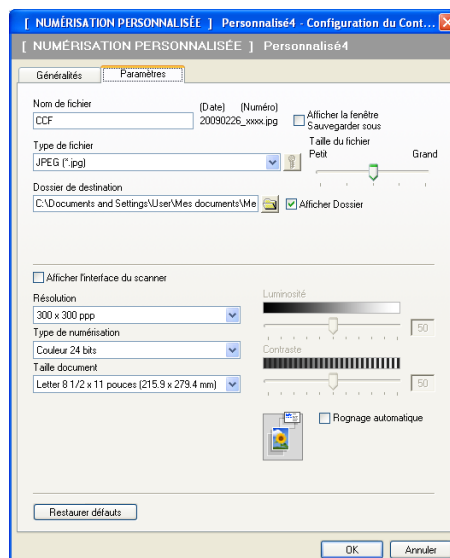 [ NUMÉRISATION PERSONNALISÉE ] Personnalisé4 - Configuration du Cont...
[ NUMÉRISATION PERSONNALISÉE ] Personnalisé4
Généralités Paramètres
Nom de fichier (Date) (Numéro)
CCF 20090226_xxxx.jpg Afficher la fenêtre
Sauvegarder sous
Type de fichier Taille du fichier
JPEG (*.jpg) Petit Grand
Dossier de destination
C:\Documents and Settings\User\Mes documents\Me Afficher Dossier
Afficher l'interface du scanner
Résolution Luminosité
300 x 300 ppp 50
Type de numérisation
Couleur 24 bits Contraste
Taille document
Letter 8 1/2 x 11 pouces (215.9 x 279.4 mm) 50
Rognage automatique
Restaurer défauts
OK Annuler